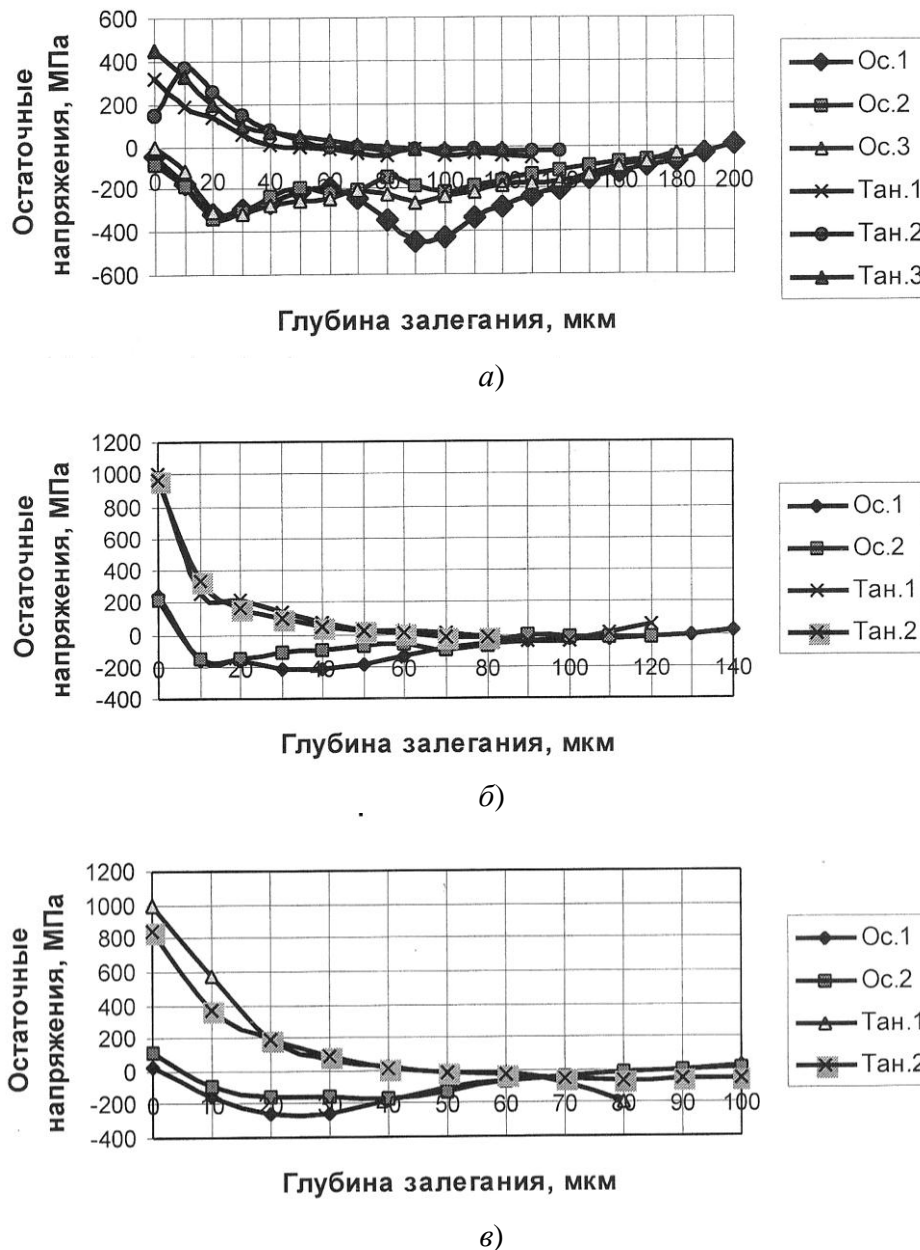 600
400
200
0
-200
-400
-600
Остаточные
напряжения, МПа
0 20 40 60 80 100 120 140 160 180 200
Глубина залегания, мкм
Ос.1
Ос.2
Ос.3
Тан.1
Тан.2
Тан.3
а)
1200
1000
800
600
400
200
0
-200
-400
Остаточные
напряжения, МПа
0 20 40 60 80 100 120 140
Глубина залегания, мкм
Ос.1
Ос.2
Тан.1
Тан.2
б)
1200
1000
800
600
400
200
0
-200
-400
Остаточные
напряжения, МПа
0 10 20 30 40 50 60 70 80 90 100
Глубина залегания, мкм
Ос.1
Ос.2
Тан.1
Тан.2
в)